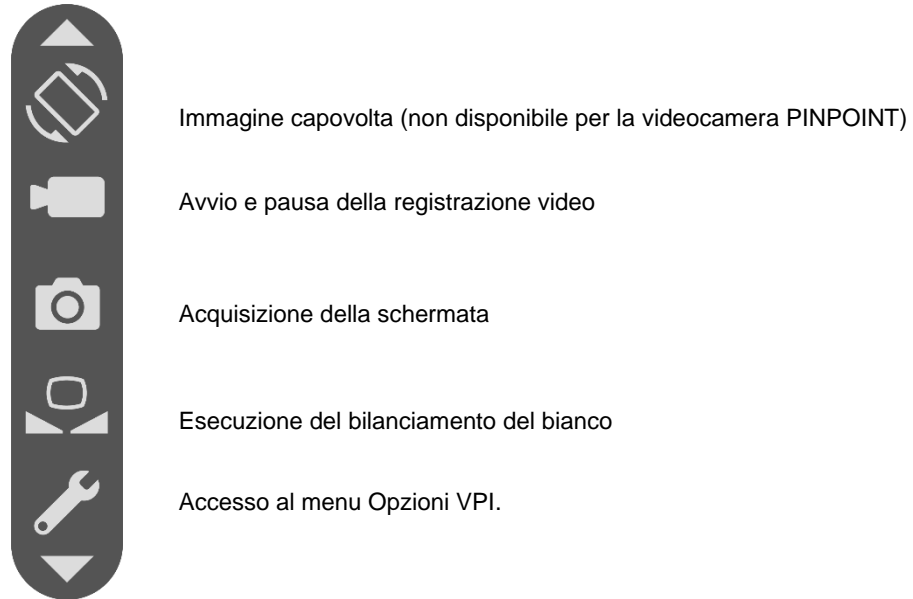 Immagine capovolta (non disponibile per la videocamera PINPOINT)
Avvio e pausa della registrazione video
Acquisizione della schermata
Esecuzione del bilanciamento del bianco
Accesso al menu Opzioni VPI.